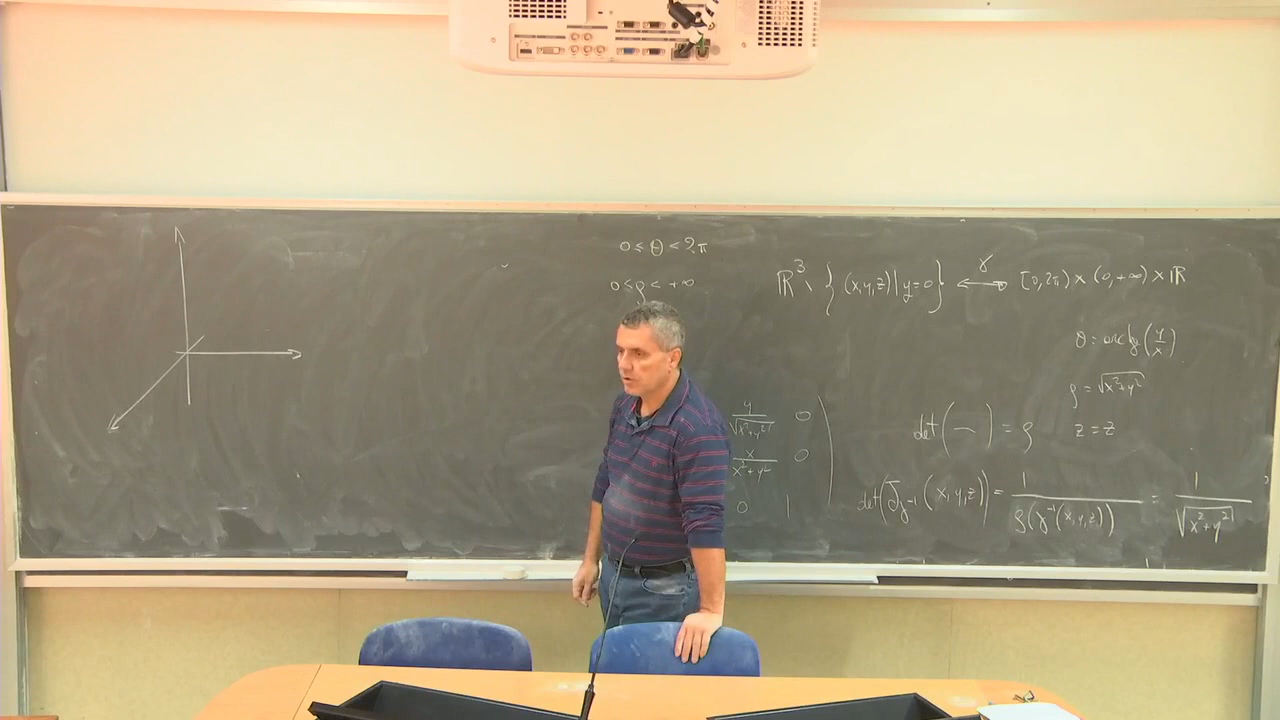 0 ≤ θ < 2π
0 ≤ ρ < +∞
ℝ³ \ { (x,y,z) | y=0 } ⟷ γ [0,2π) × (0,+∞) × ℝ
θ = arctg(y/x)
ρ = √(x²+y²)
z = z
y/√(x²+y²) 0
x/(x²+y²) 0
0 1
det( — ) = ρ
det(J_γ⁻¹(x,y,z)) = 1/ρ(γ⁻¹(x,y,z)) = 1/√(x²+y²)